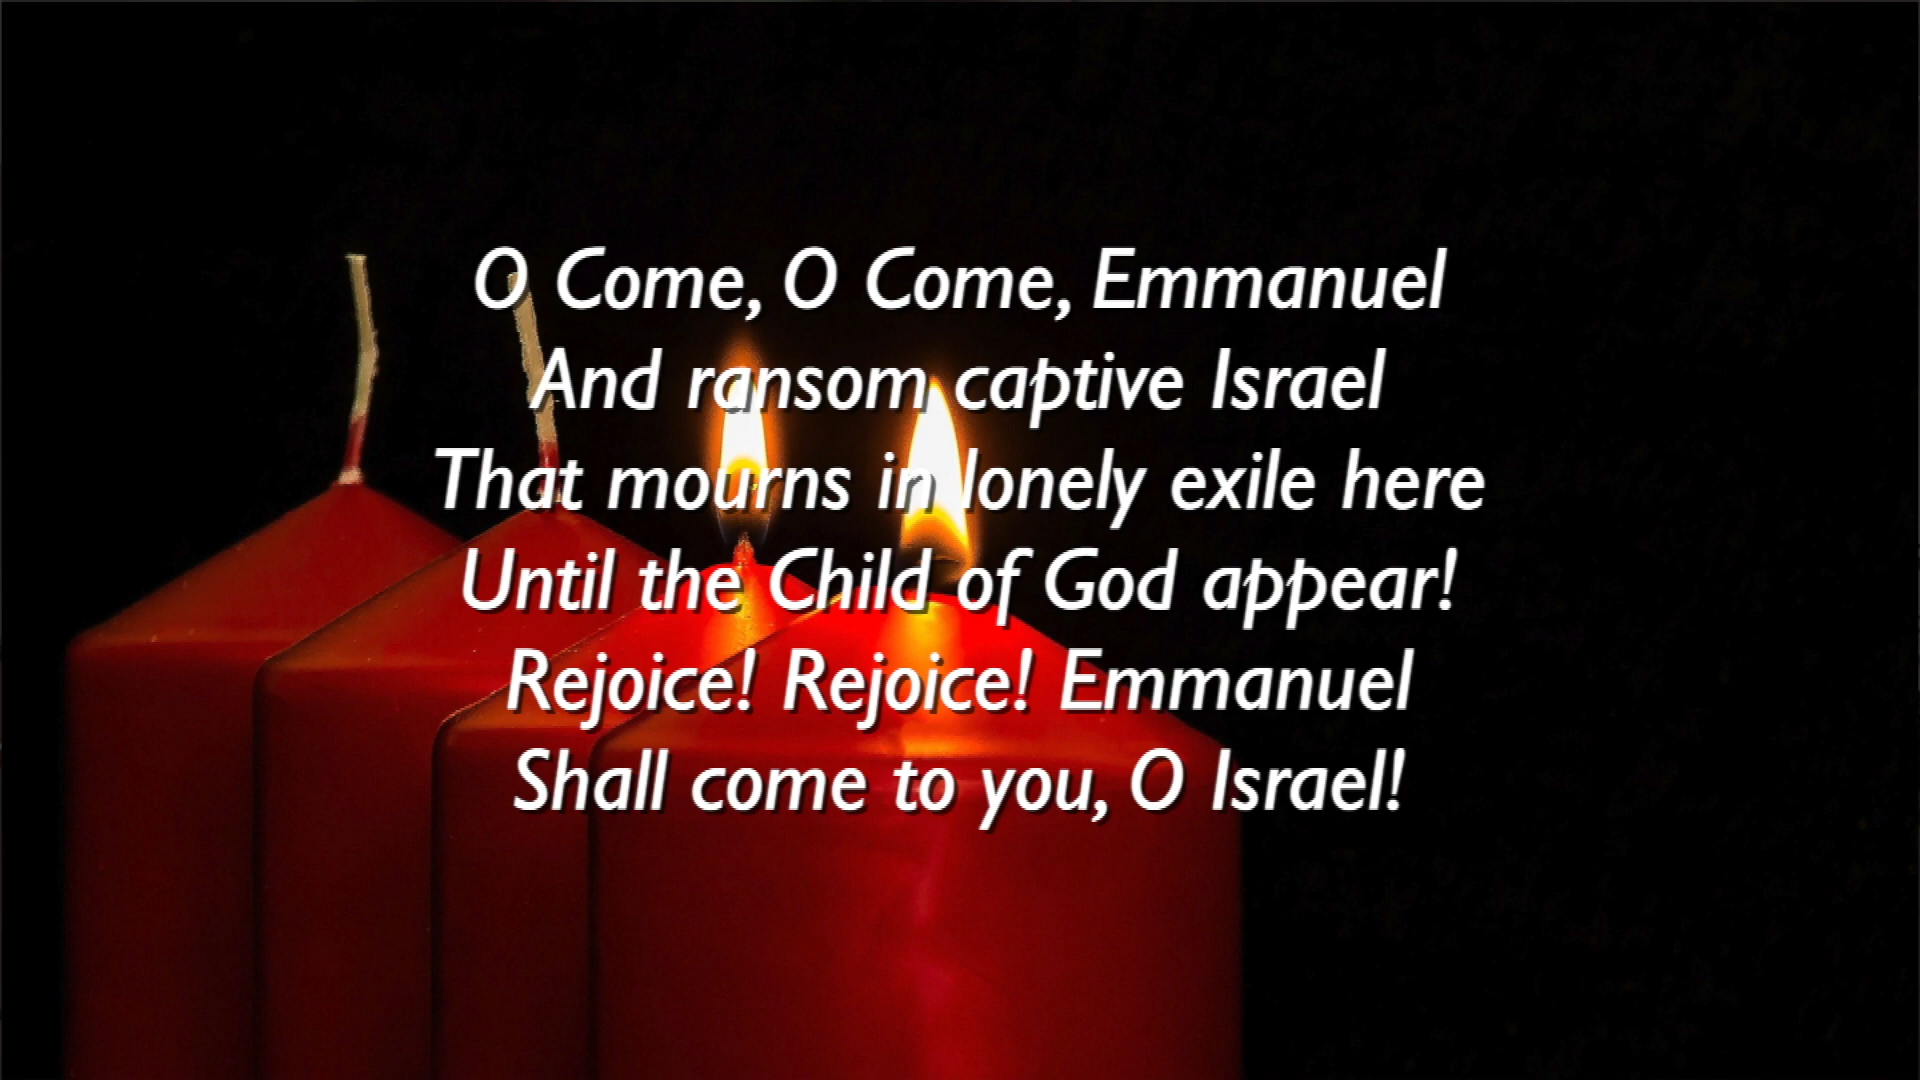 O Come, O Come, Emmanuel
And ransom captive Israel
That mourns in lonely exile here
Until the Child of God appear!
Rejoice! Rejoice! Emmanuel
Shall come to you, O Israel!